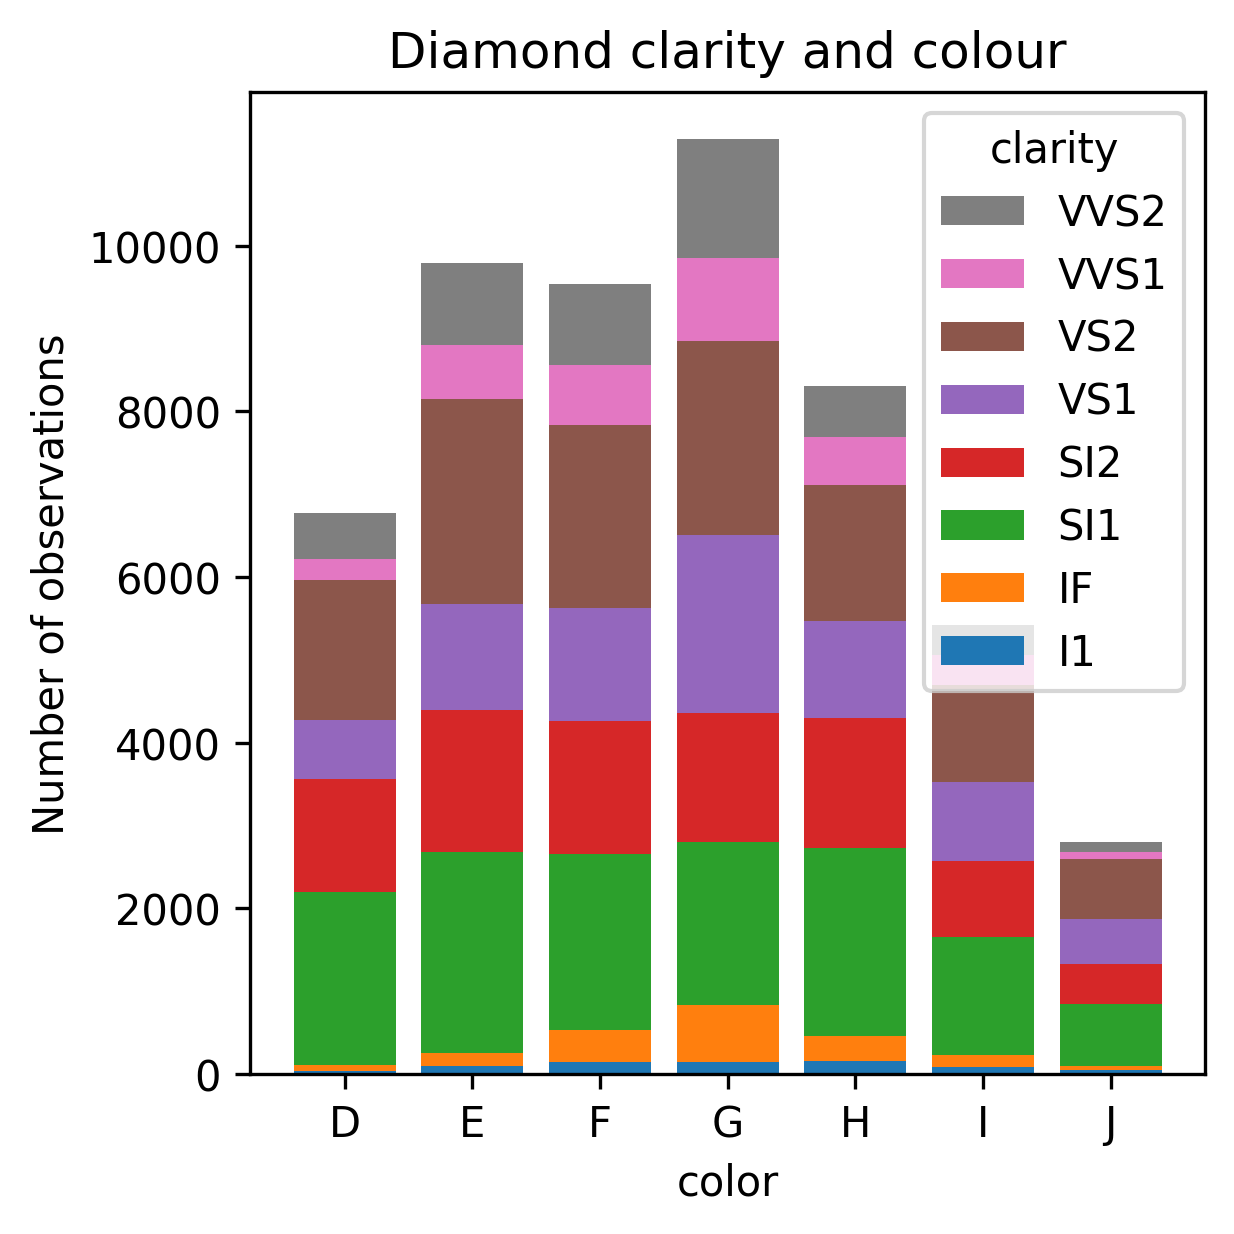 Diamond clarity and colour
Number of observations
10000
8000
6000
4000
2000
0
clarity
VVS2
VVS1
VS2
VS1
SI2
SI1
IF
I1
D E F G H I J
color